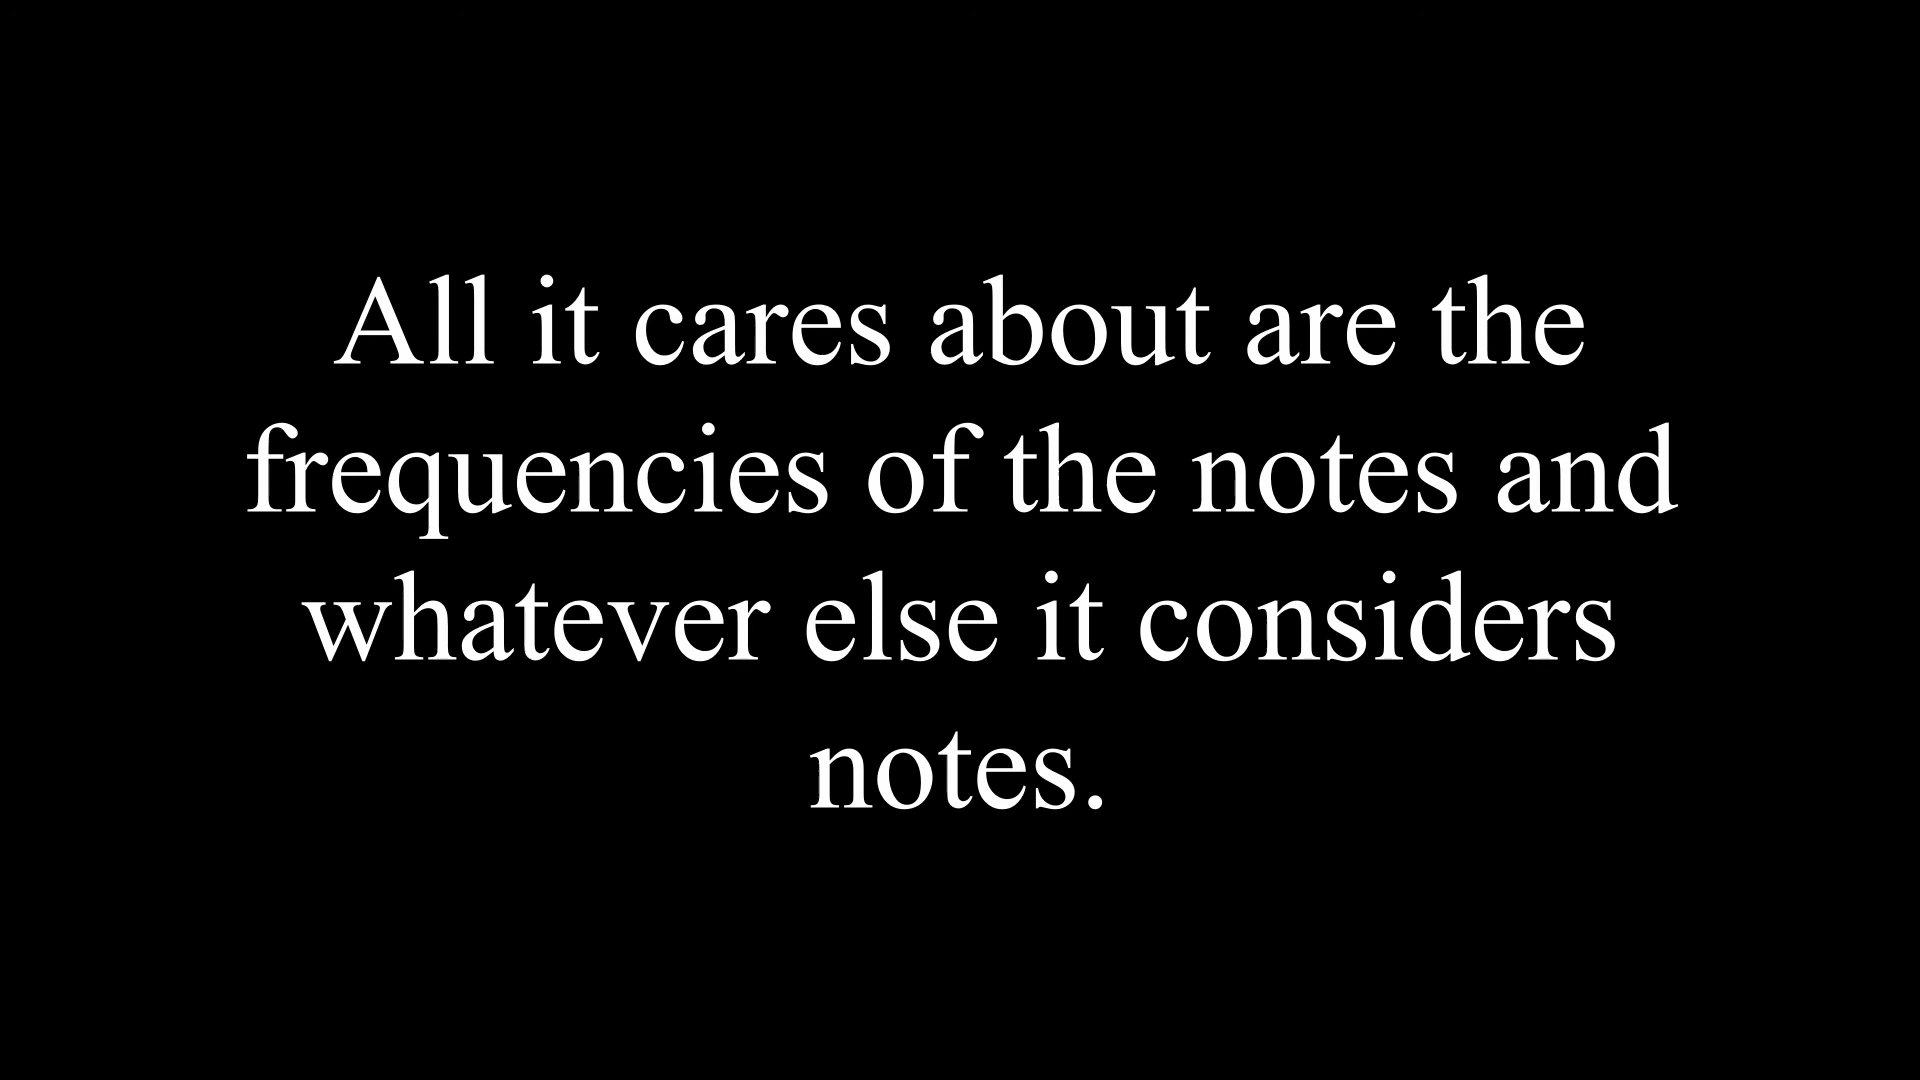 All it cares about are the
frequencies of the notes and
whatever else it considers
notes.